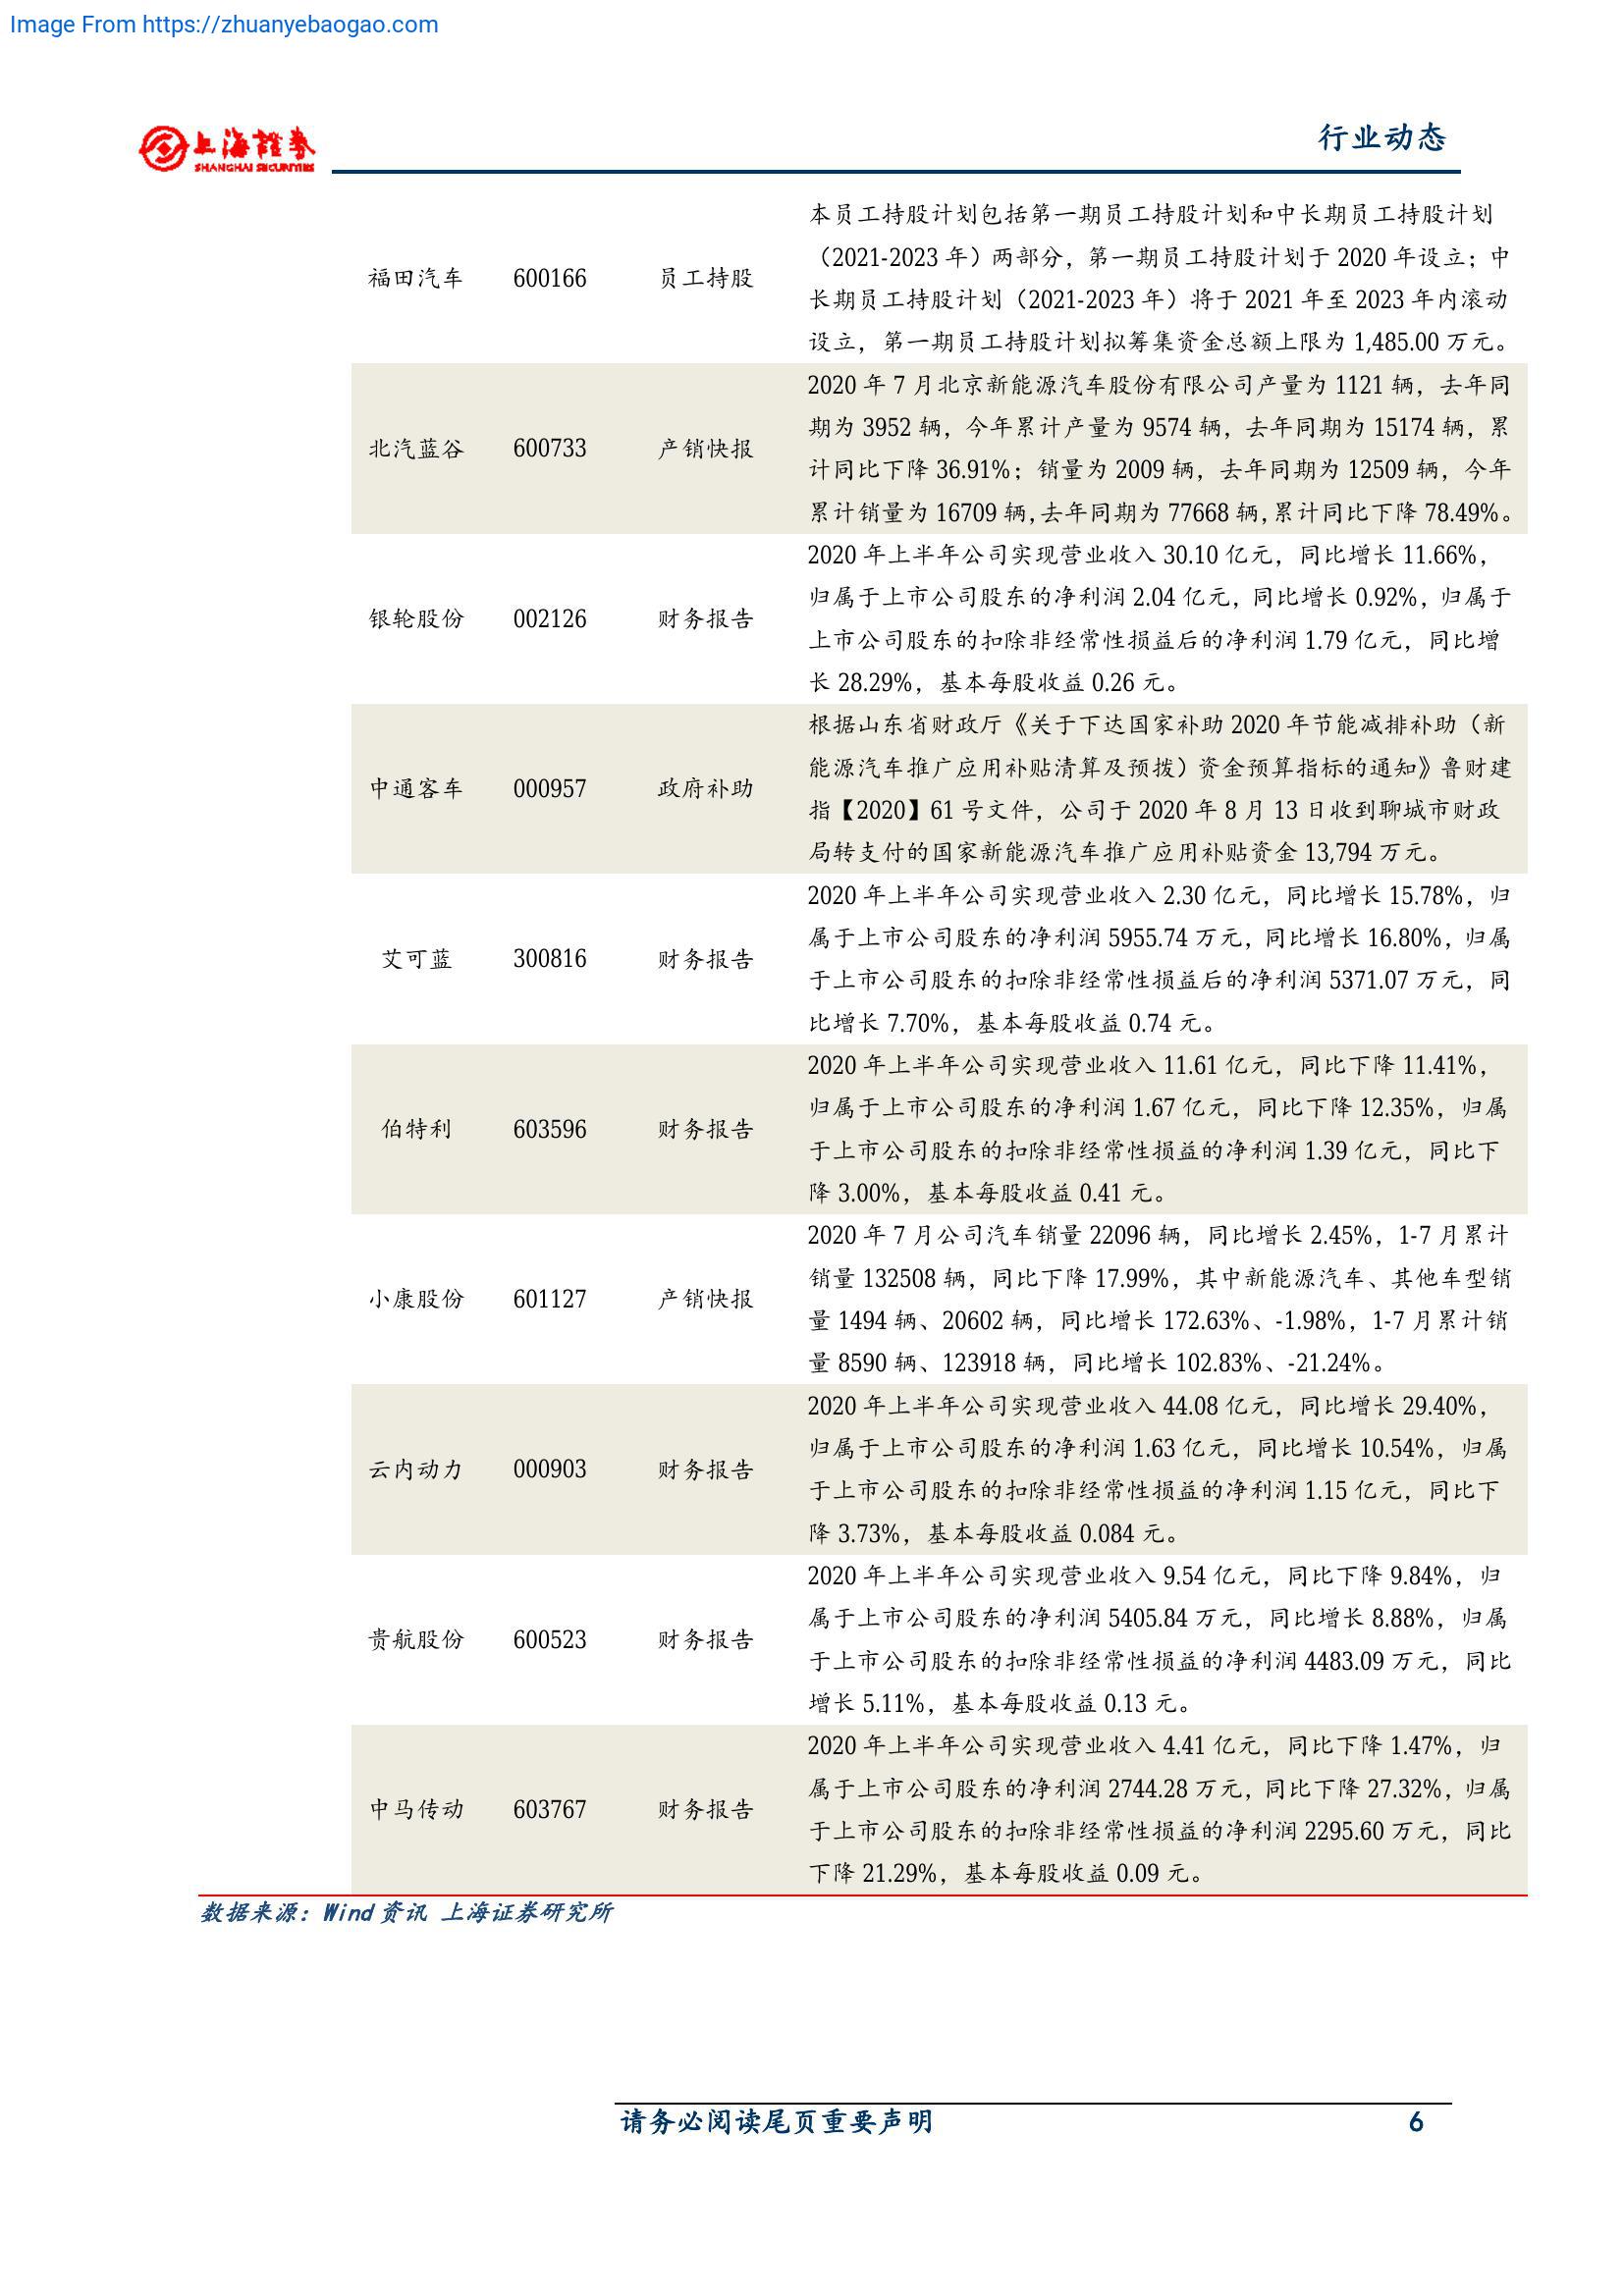 Image From https://zhuanyebaogao.com
上海證券
SHANGHAI SECURITIES
行业动态
福田汽车 600166 员工持股
本员工持股计划包括第一期员工持股计划和中长期员工持股计划
（2021-2023 年）两部分，第一期员工持股计划于 2020 年设立；中
长期员工持股计划（2021-2023 年）将于 2021 年至 2023 年内滚动
设立，第一期员工持股计划拟筹集资金总额上限为 1,485.00 万元。
北汽蓝谷 600733 产销快报
2020 年 7 月北京新能源汽车股份有限公司产量为 1121 辆，去年同
期为 3952 辆，今年累计产量为 9574 辆，去年同期为 15174 辆，累
计同比下降 36.91%；销量为 2009 辆，去年同期为 12509 辆，今年
累计销量为 16709 辆，去年同期为 77668 辆，累计同比下降 78.49%。
银轮股份 002126 财务报告
2020 年上半年公司实现营业收入 30.10 亿元，同比增长 11.66%，
归属于上市公司股东的净利润 2.04 亿元，同比增长 0.92%，归属于
上市公司股东的扣除非经常性损益后的净利润 1.79 亿元，同比增
长 28.29%，基本每股收益 0.26 元。
中通客车 000957 政府补助
根据山东省财政厅《关于下达国家补助 2020 年节能减排补助（新
能源汽车推广应用补贴清算及预拨）资金预算指标的通知》鲁财建
指【2020】61 号文件，公司于 2020 年 8 月 13 日收到聊城市财政
局转支付的国家新能源汽车推广应用补贴资金 13,794 万元。
艾可蓝 300816 财务报告
2020 年上半年公司实现营业收入 2.30 亿元，同比增长 15.78%，归
属于上市公司股东的净利润 5955.74 万元，同比增长 16.80%，归属
于上市公司股东的扣除非经常性损益后的净利润 5371.07 万元，同
比增长 7.70%，基本每股收益 0.74 元。
伯特利 603596 财务报告
2020 年上半年公司实现营业收入 11.61 亿元，同比下降 11.41%，
归属于上市公司股东的净利润 1.67 亿元，同比下降 12.35%，归属
于上市公司股东的扣除非经常性损益的净利润 1.39 亿元，同比下
降 3.00%，基本每股收益 0.41 元。
小康股份 601127 产销快报
2020 年 7 月公司汽车销量 22096 辆，同比增长 2.45%，1-7 月累计
销量 132508 辆，同比下降 17.99%，其中新能源汽车、其他车型销
量 1494 辆、20602 辆，同比增长 172.63%、-1.98%，1-7 月累计销
量 8590 辆、123918 辆，同比增长 102.83%、-21.24%。
云内动力 000903 财务报告
2020 年上半年公司实现营业收入 44.08 亿元，同比增长 29.40%，
归属于上市公司股东的净利润 1.63 亿元，同比增长 10.54%，归属
于上市公司股东的扣除非经常性损益的净利润 1.15 亿元，同比下
降 3.73%，基本每股收益 0.084 元。
贵航股份 600523 财务报告
2020 年上半年公司实现营业收入 9.54 亿元，同比下降 9.84%，归
属于上市公司股东的净利润 5405.84 万元，同比增长 8.88%，归属
于上市公司股东的扣除非经常性损益的净利润 4483.09 万元，同比
增长 5.11%，基本每股收益 0.13 元。
中马传动 603767 财务报告
2020 年上半年公司实现营业收入 4.41 亿元，同比下降 1.47%，归
属于上市公司股东的净利润 2744.28 万元，同比下降 27.32%，归属
于上市公司股东的扣除非经常性损益的净利润 2295.60 万元，同比
下降 21.29%，基本每股收益 0.09 元。
数据来源：Wind 资讯 上海证券研究所
请务必阅读尾页重要声明 6